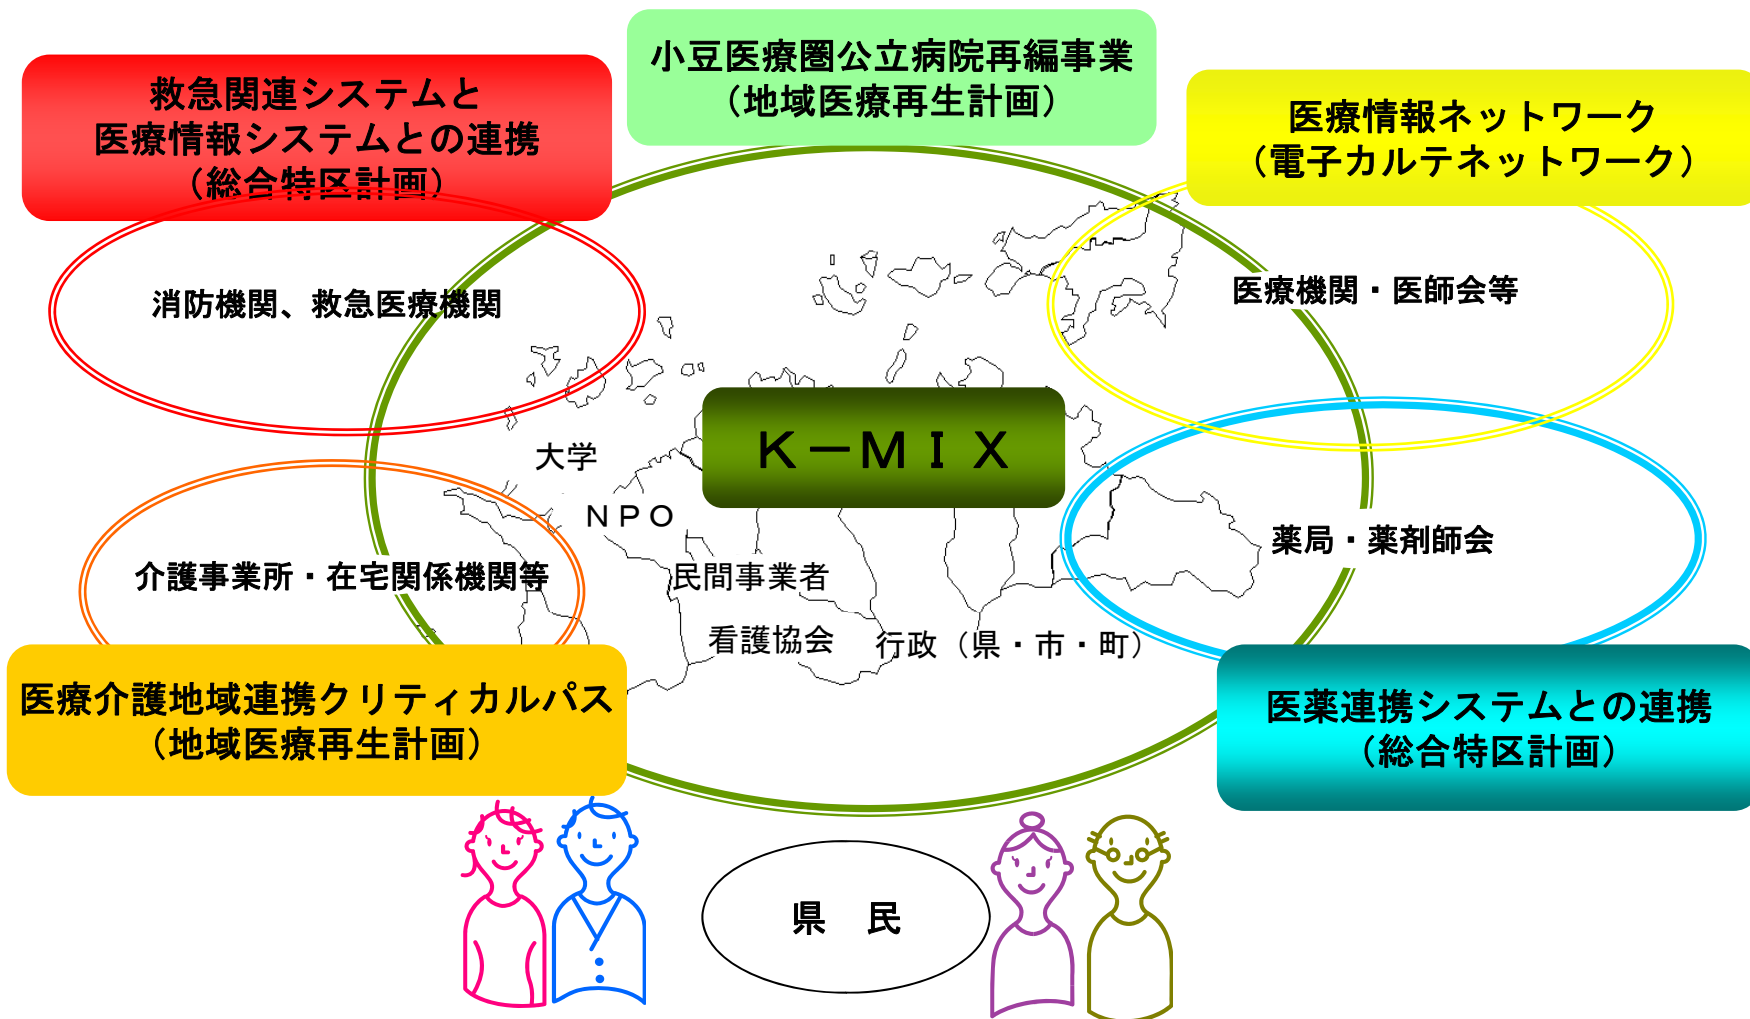 小豆医療圏公立病院再編事業
（地域医療再生計画）
救急関連システムと
医療情報システムとの連携
（総合特区計画）
医療情報ネットワーク
（電子カルテネットワーク）
消防機関、救急医療機関
医療機関・医師会等
Ｋ－ＭＩＸ
大学
ＮＰＯ
薬局・薬剤師会
介護事業所・在宅関係機関等
民間事業者
看護協会
行政（県・市・町）
医療介護地域連携クリティカルパス
（地域医療再生計画）
医薬連携システムとの連携
（総合特区計画）
県　民